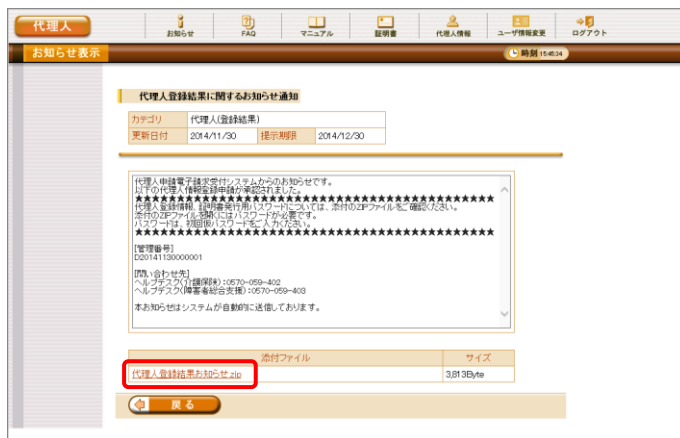 代理人
お知らせ
FAQ
マニュアル
証明書
代理人情報
ユーザ情報変更
ログアウト
お知らせ表示
時刻 15:45:34
代理人登録結果に関するお知らせ通知
カテゴリ 代理人(登録結果)
更新日付 2014/11/30 提示期限 2014/12/30
代理人申請電子請求受付システムからのお知らせです。
以下の代理人情報登録申請が承認されました。
★★★★★★★★★★★★★★★★★★★★★★★★★★★★★★★★★★★★★★★
代理人登録情報、証明書発行用パスワードについては、添付のZIPファイルをご確認ください。
添付のZIPファイルを開くにはパスワードが必要です。
パスワードは、初回仮パスワードをご入力ください。
★★★★★★★★★★★★★★★★★★★★★★★★★★★★★★★★★★★★★★★
[管理番号]
D20141130000001
[問い合わせ先]
ヘルプデスク(介護保険):0570-059-402
ヘルプデスク(障害者総合支援):0570-059-403
本お知らせはシステムが自動的に送信しております。
添付ファイル サイズ
代理人登録結果お知らせ.zip 3,813Byte
戻る